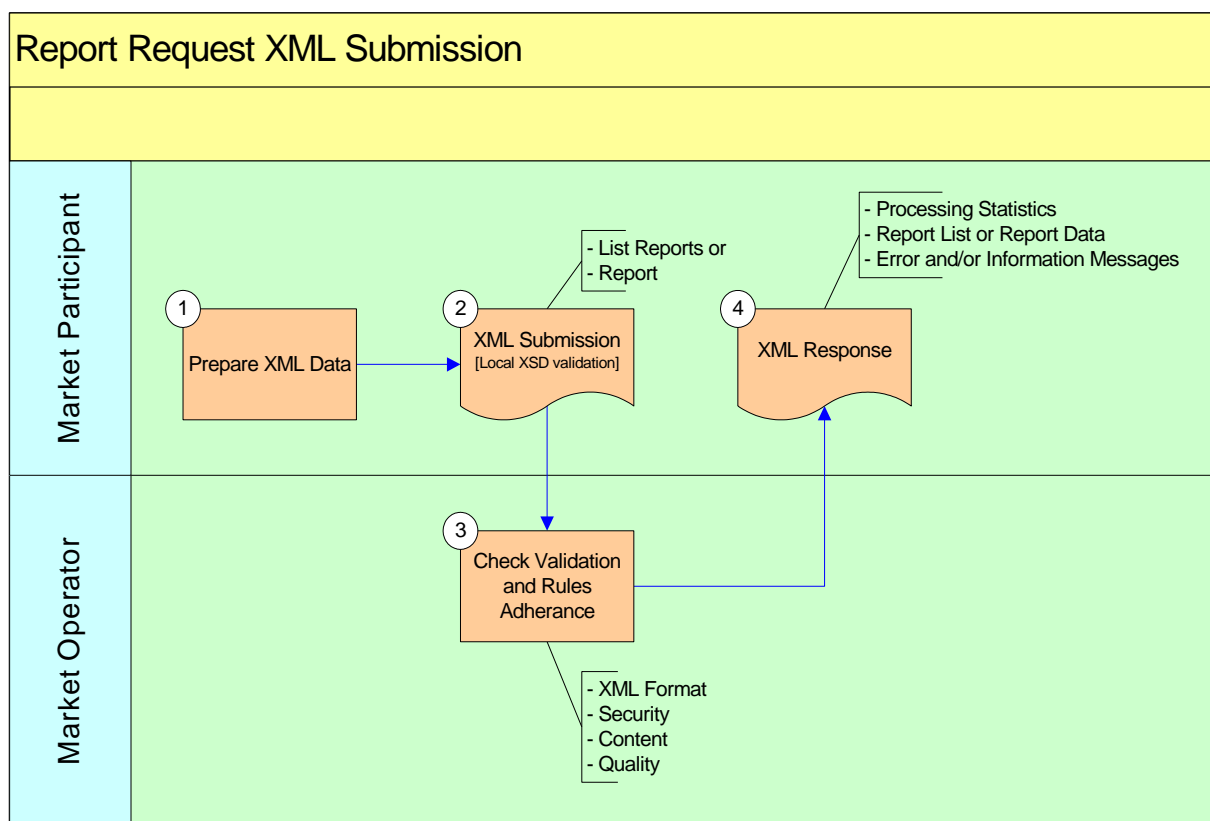 Report Request XML Submission
Market Participant
- Processing Statistics
- Report List or Report Data
- Error and/or Information Messages
- List Reports or
- Report
1
Prepare XML Data
2
XML Submission
[Local XSD validation]
4
XML Response
Market Operator
3
Check Validation
and Rules
Adherance
- XML Format
- Security
- Content
- Quality